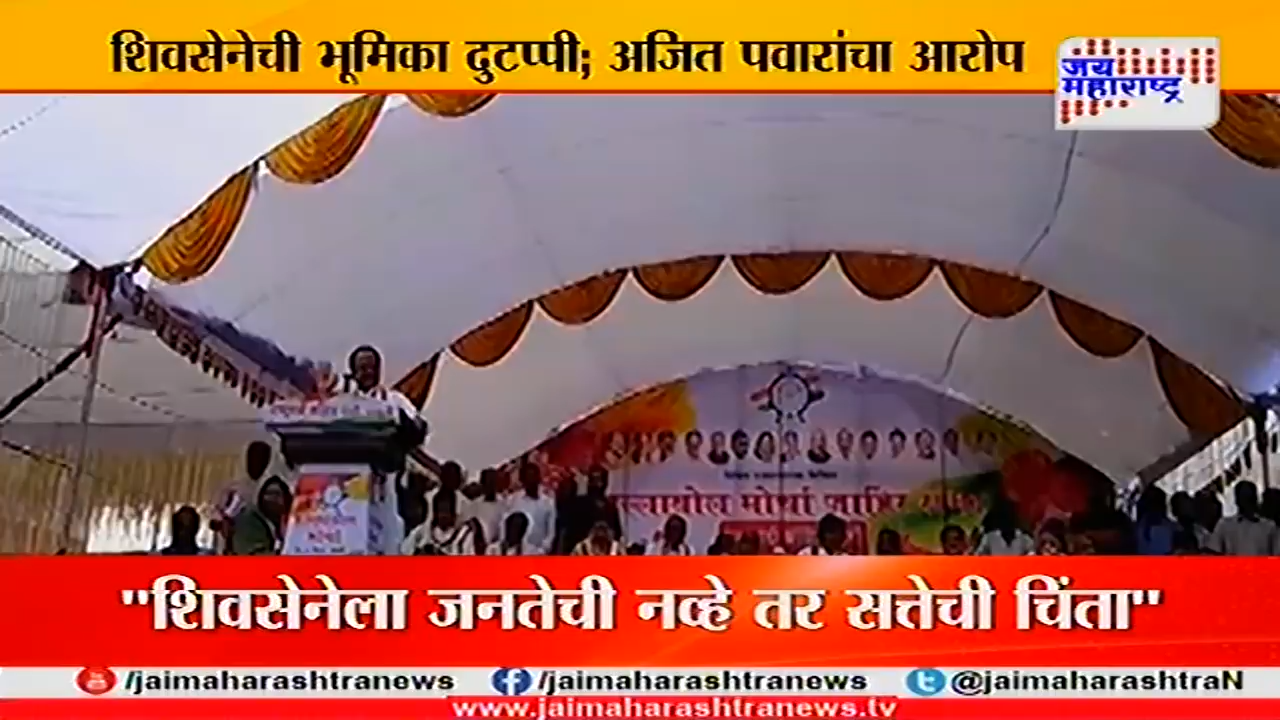 शिवसेनेची भूमिका दुटप्पी; अजित पवारांचा आरोप
जय
महाराष्ट्र
मोर्चा
"शिवसेनेला जनतेची नव्हे तर सत्तेची चिंता"
/jaimaharashtranews /jaimaharashtranews @jaimaharashtraN
www.jaimaharashtranews.tv